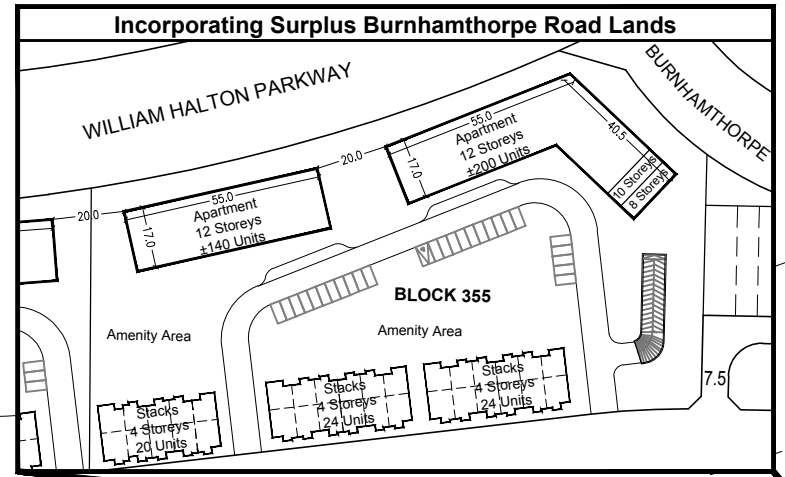 Incorporating Surplus Burnhamthorpe Road Lands
WILLIAM HALTON PARKWAY
BURNHAMTHORPE
55.0
40.5
Apartment
12 Storeys
±200 Units
17.0
10 Storeys
8 Storeys
20.0
55.0
20.0
17.0
Apartment
12 Storeys
±140 Units
BLOCK 355
Amenity Area
Amenity Area
Stacks
4 Storeys
20 Units
Stacks
4 Storeys
24 Units
Stacks
4 Storeys
24 Units
7.5